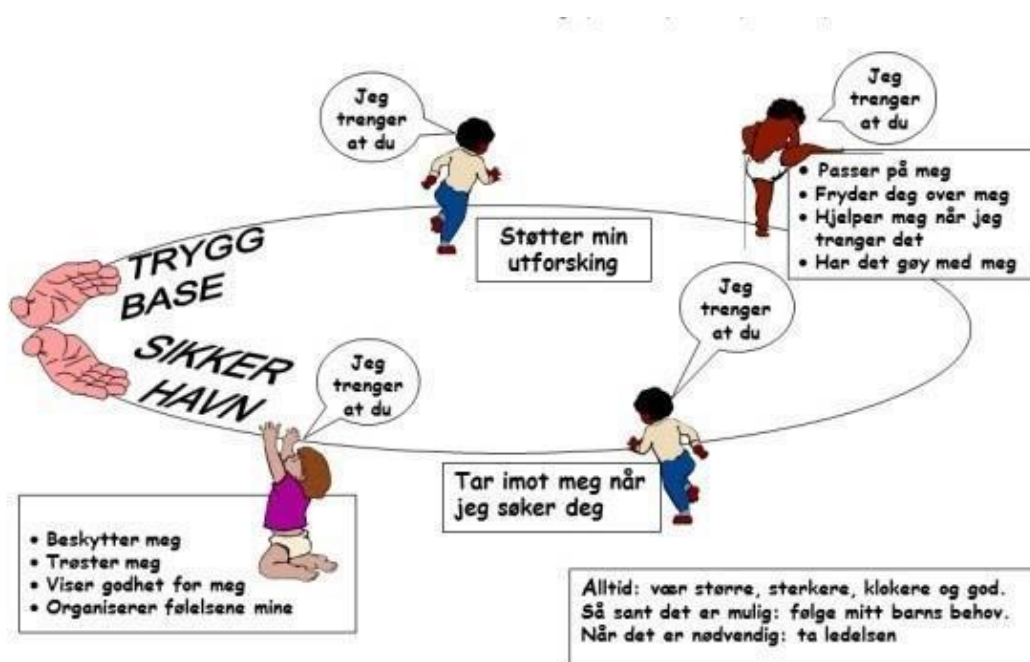 Jeg
trenger
at du
Jeg
trenger
at du
• Passer på meg
• Fryder deg over meg
• Hjelper meg når jeg
trenger det
• Har det gøy med meg
Støtter min
utforsking
TRYGG
BASE
SIKKER
HAVN
Jeg
trenger
at du
Jeg
trenger
at du
Tar imot meg når
jeg søker deg
• Beskytter meg
• Trøster meg
• Viser godhet for meg
• Organiserer følelsene mine
Alltid: vær større, sterkere, klokere og god.
Så sant det er mulig: følge mitt barns behov.
Når det er nødvendig: ta ledelsen